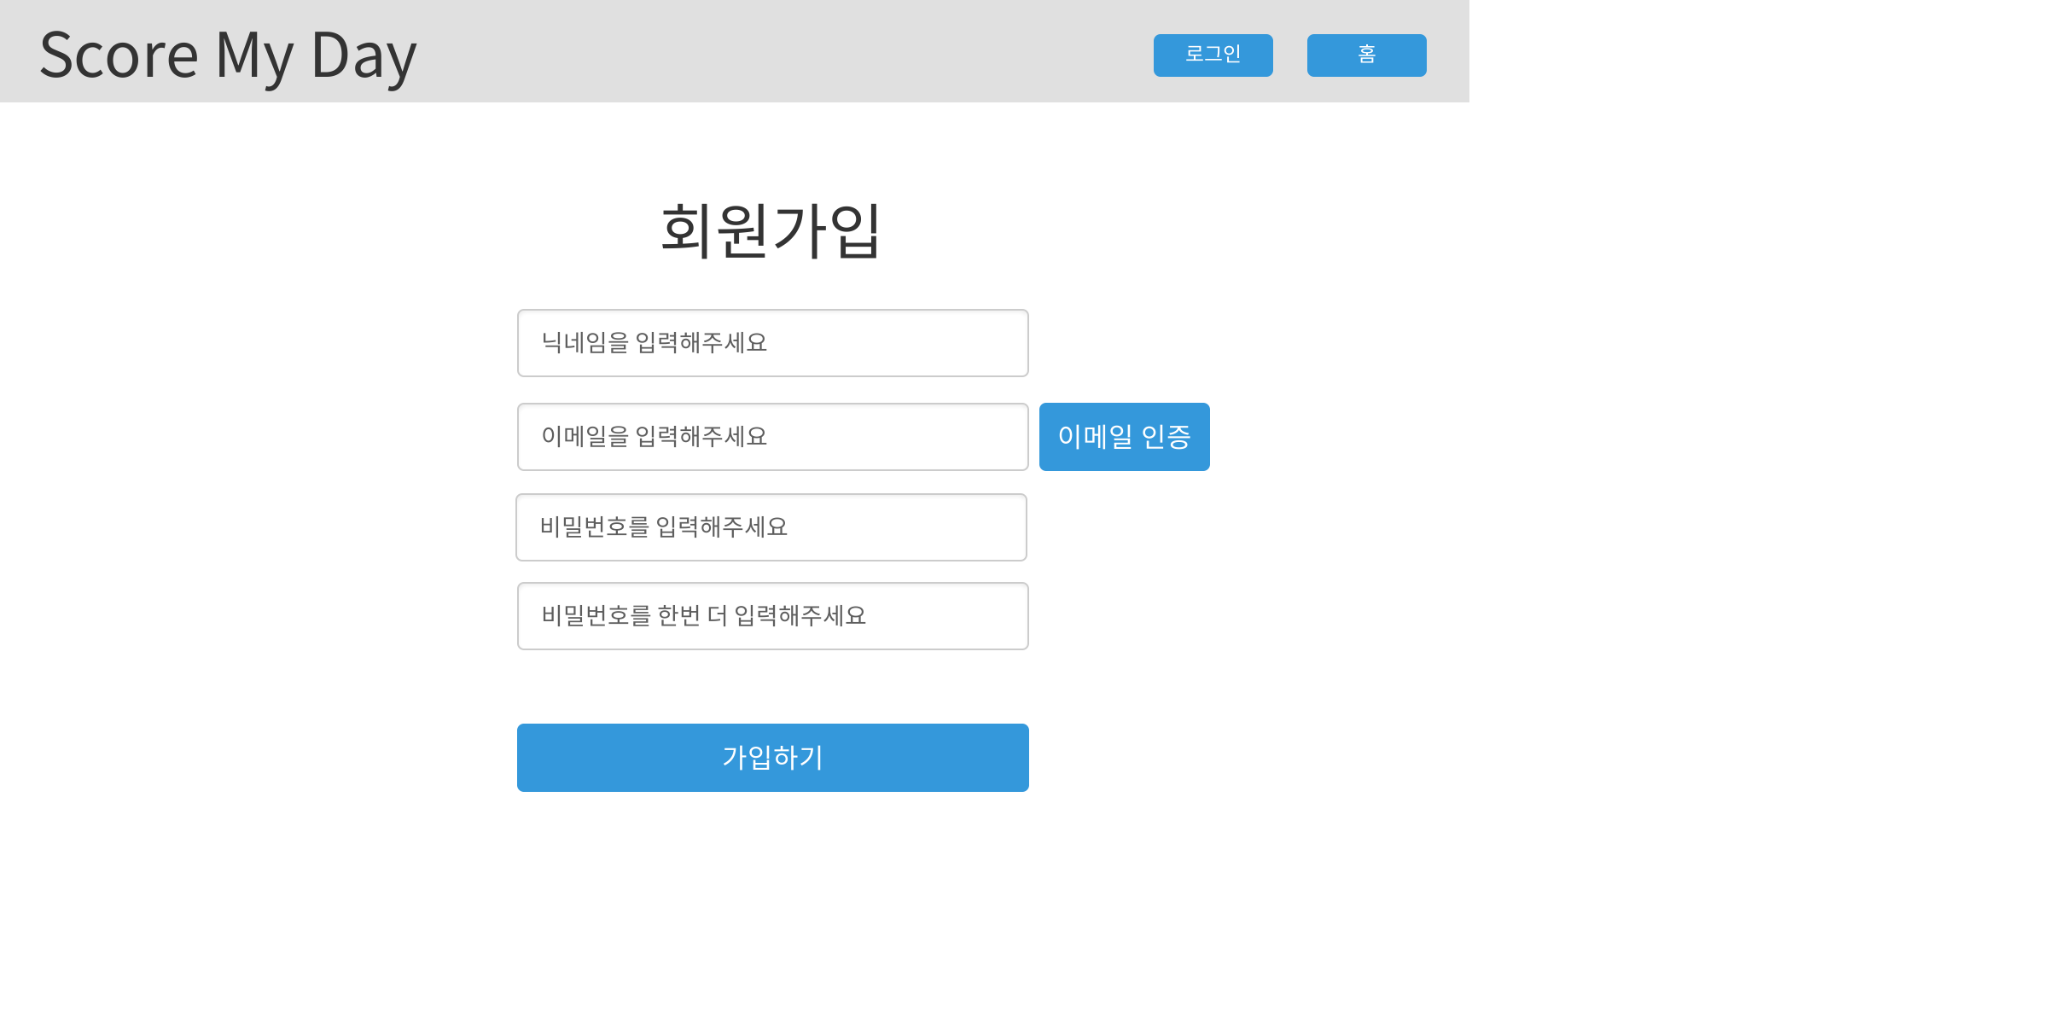 Score My Day
로그인
홈
회원가입
닉네임을 입력해주세요
이메일을 입력해주세요
이메일 인증
비밀번호를 입력해주세요
비밀번호를 한번 더 입력해주세요
가입하기